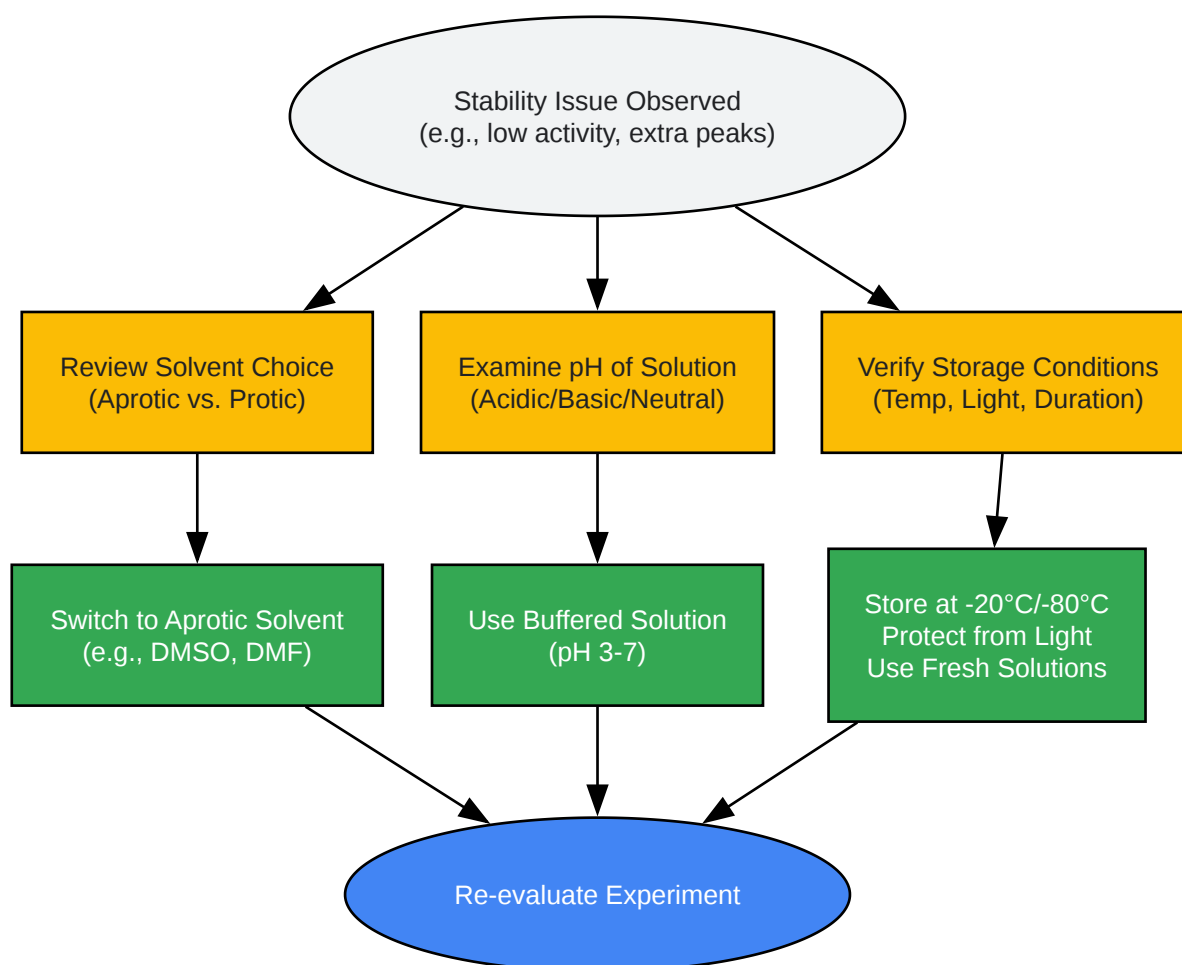 Stability Issue Observed
(e.g., low activity, extra peaks)
Review Solvent Choice
(Aprotic vs. Protic)
Examine pH of Solution
(Acidic/Basic/Neutral)
Verify Storage Conditions
(Temp, Light, Duration)
Switch to Aprotic Solvent
(e.g., DMSO, DMF)
Use Buffered Solution
(pH 3-7)
Store at -20°C/-80°C
Protect from Light
Use Fresh Solutions
Re-evaluate Experiment